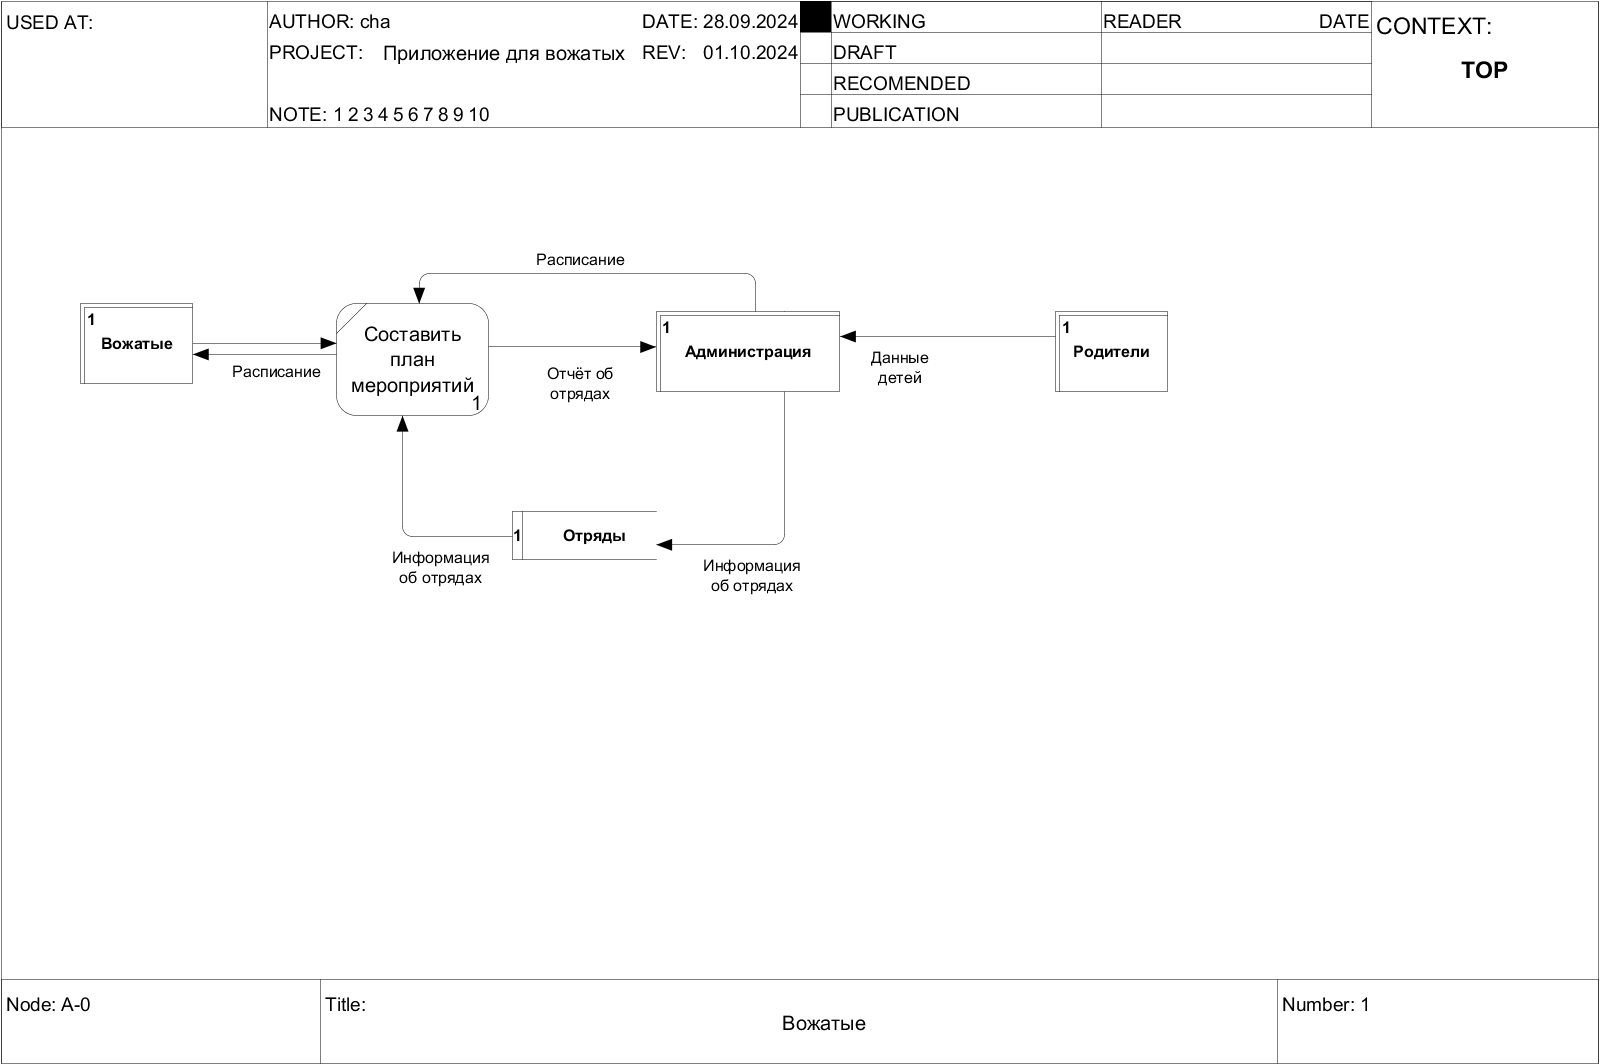 USED AT:
AUTHOR: cha
DATE: 28.09.2024
PROJECT: Приложение для вожатых
REV: 01.10.2024
NOTE: 1 2 3 4 5 6 7 8 9 10
WORKING
DRAFT
RECOMENDED
PUBLICATION
READER
DATE
CONTEXT:
TOP
Расписание
1
Вожатые
Расписание
Составить
план
мероприятий
1
Отчёт об
отрядах
1
Администрация
Данные
детей
1
Родители
1
Отряды
Информация
об отрядах
Информация
об отрядах
Node: A-0
Title:
Вожатые
Number: 1